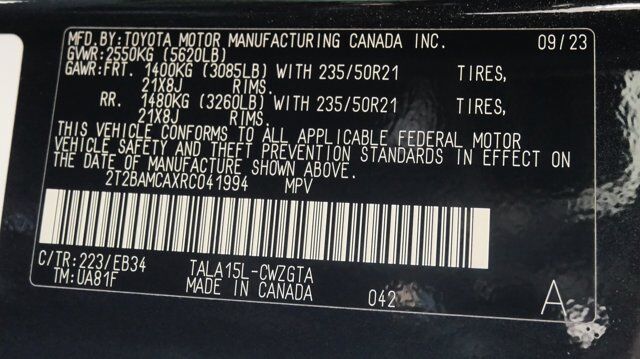 MFD.BY:TOYOTA MOTOR MANUFACTURING CANADA INC. 09/23
GVWR:2550KG (5620LB)
GAWR:FRT. 1400KG (3085LB) WITH 235/50R21 TIRES,
21X8J RIMS.
RR. 1480KG (3260LB) WITH 235/50R21 TIRES,
21X8J RIMS.
THIS VEHICLE CONFORMS TO ALL APPLICABLE FEDERAL MOTOR
VEHICLE SAFETY AND THEFT PREVENTION STANDARDS IN EFFECT ON
THE DATE OF MANUFACTURE SHOWN ABOVE.
2T2BAMCAXRC041994 MPV
C/TR:223/EB34 TALA15L-CWZGTA
TM:UA81F MADE IN CANADA 042 A